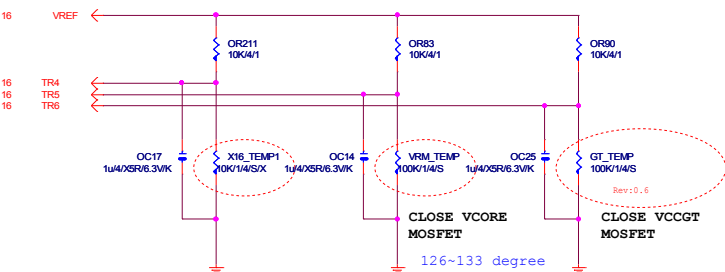 16 VREF
OR211
10K/4/1
OR83
10K/4/1
OR90
10K/4/1
16 TR4
16 TR5
16 TR6
OC17
1u/4/X5R/6.3V/K
X16_TEMP1
10K/1/4/S/X
OC14
1u/4/X5R/6.3V/K
VRM_TEMP
100K/1/4/S
OC25
1u/4/X5R/6.3V/K
GT_TEMP
100K/1/4/S
Rev:0.6
CLOSE VCORE
MOSFET
CLOSE VCCGT
MOSFET
126~133 degree